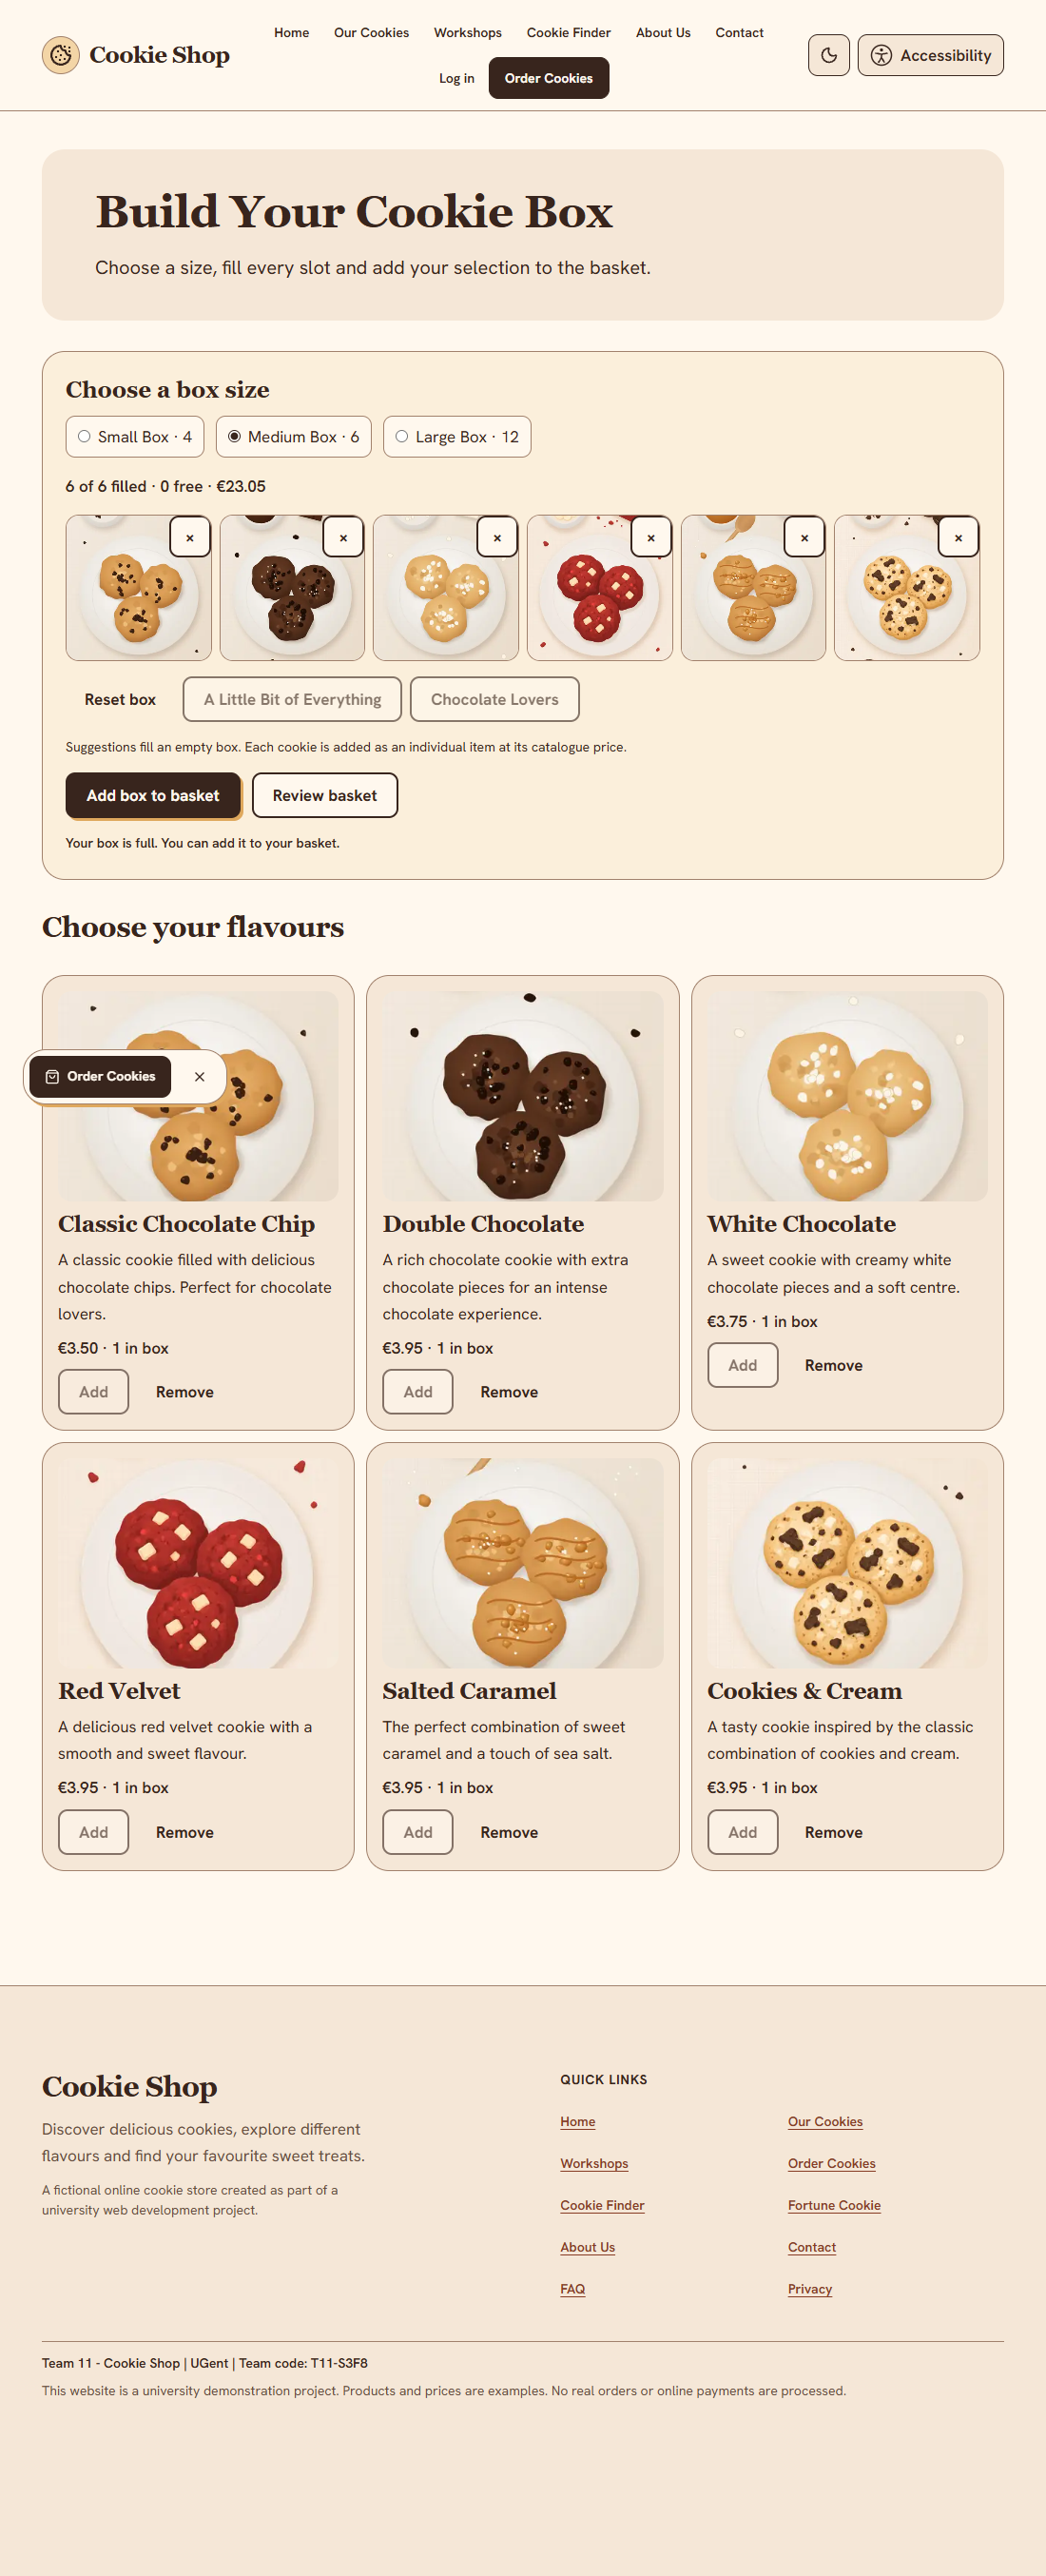 Cookie Shop
Home
Our Cookies
Workshops
Cookie Finder
About Us
Contact
Log in
Order Cookies
Accessibility
Build Your Cookie Box
Choose a size, fill every slot and add your selection to the basket.
Choose a box size
Small Box · 4
Medium Box · 6
Large Box · 12
6 of 6 filled · 0 free · €23.05
×
×
×
×
×
×
Reset box
A Little Bit of Everything
Chocolate Lovers
Suggestions fill an empty box. Each cookie is added as an individual item at its catalogue price.
Add box to basket
Review basket
Your box is full. You can add it to your basket.
Choose your flavours
Order Cookies
×
Classic Chocolate Chip
A classic cookie filled with delicious
chocolate chips. Perfect for chocolate
lovers.
€3.50 · 1 in box
Add
Remove
Double Chocolate
A rich chocolate cookie with extra
chocolate pieces for an intense
chocolate experience.
€3.95 · 1 in box
Add
Remove
White Chocolate
A sweet cookie with creamy white
chocolate pieces and a soft centre.
€3.75 · 1 in box
Add
Remove
Red Velvet
A delicious red velvet cookie with a
smooth and sweet flavour.
€3.95 · 1 in box
Add
Remove
Salted Caramel
The perfect combination of sweet
caramel and a touch of sea salt.
€3.95 · 1 in box
Add
Remove
Cookies & Cream
A tasty cookie inspired by the classic
combination of cookies and cream.
€3.95 · 1 in box
Add
Remove
Cookie Shop
Discover delicious cookies, explore different
flavours and find your favourite sweet treats.
A fictional online cookie store created as part of a
university web development project.
QUICK LINKS
Home
Our Cookies
Workshops
Order Cookies
Cookie Finder
Fortune Cookie
About Us
Contact
FAQ
Privacy
Team 11 - Cookie Shop | UGent | Team code: T11-S3F8
This website is a university demonstration project. Products and prices are examples. No real orders or online payments are processed.